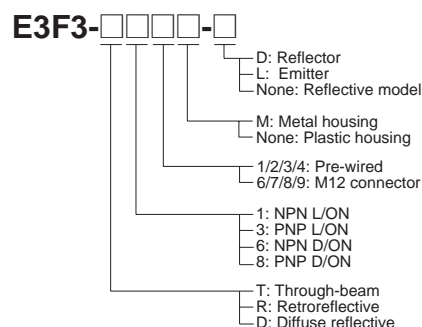 E3F3-□□□□-□
D: Reflector
L: Emitter
None: Reflective model
M: Metal housing
None: Plastic housing
1/2/3/4: Pre-wired
6/7/8/9: M12 connector
1: NPN L/ON
3: PNP L/ON
6: NPN D/ON
8: PNP D/ON
T: Through-beam
R: Retroreflective
D: Diffuse reflective